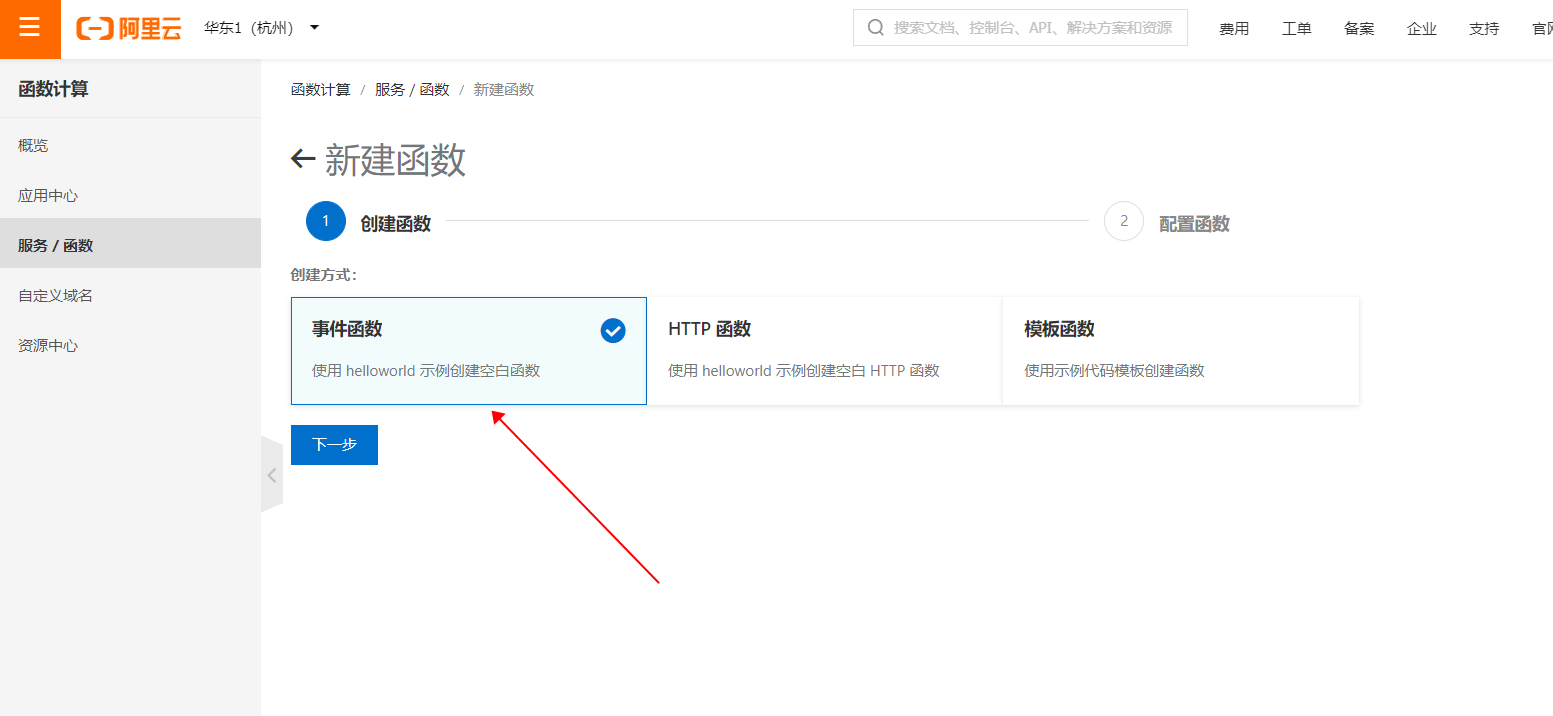 阿里云 华东1（杭州） 搜索文档、控制台、API、解决方案和资源 费用 工单 备案 企业 支持
函数计算
概览
应用中心
服务 / 函数
自定义域名
资源中心
函数计算 / 服务 / 函数 / 新建函数
新建函数
1 创建函数 2 配置函数
创建方式：
事件函数
使用 helloworld 示例创建空白函数
HTTP 函数
使用 helloworld 示例创建空白 HTTP 函数
模板函数
使用示例代码模板创建函数
下一步